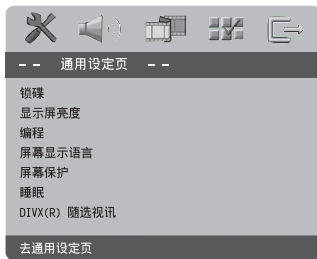 -- 通用设定页 --
锁碟
显示屏亮度
编程
屏幕显示语言
屏幕保护
睡眠
DIVX(R) 随选视讯
去通用设定页